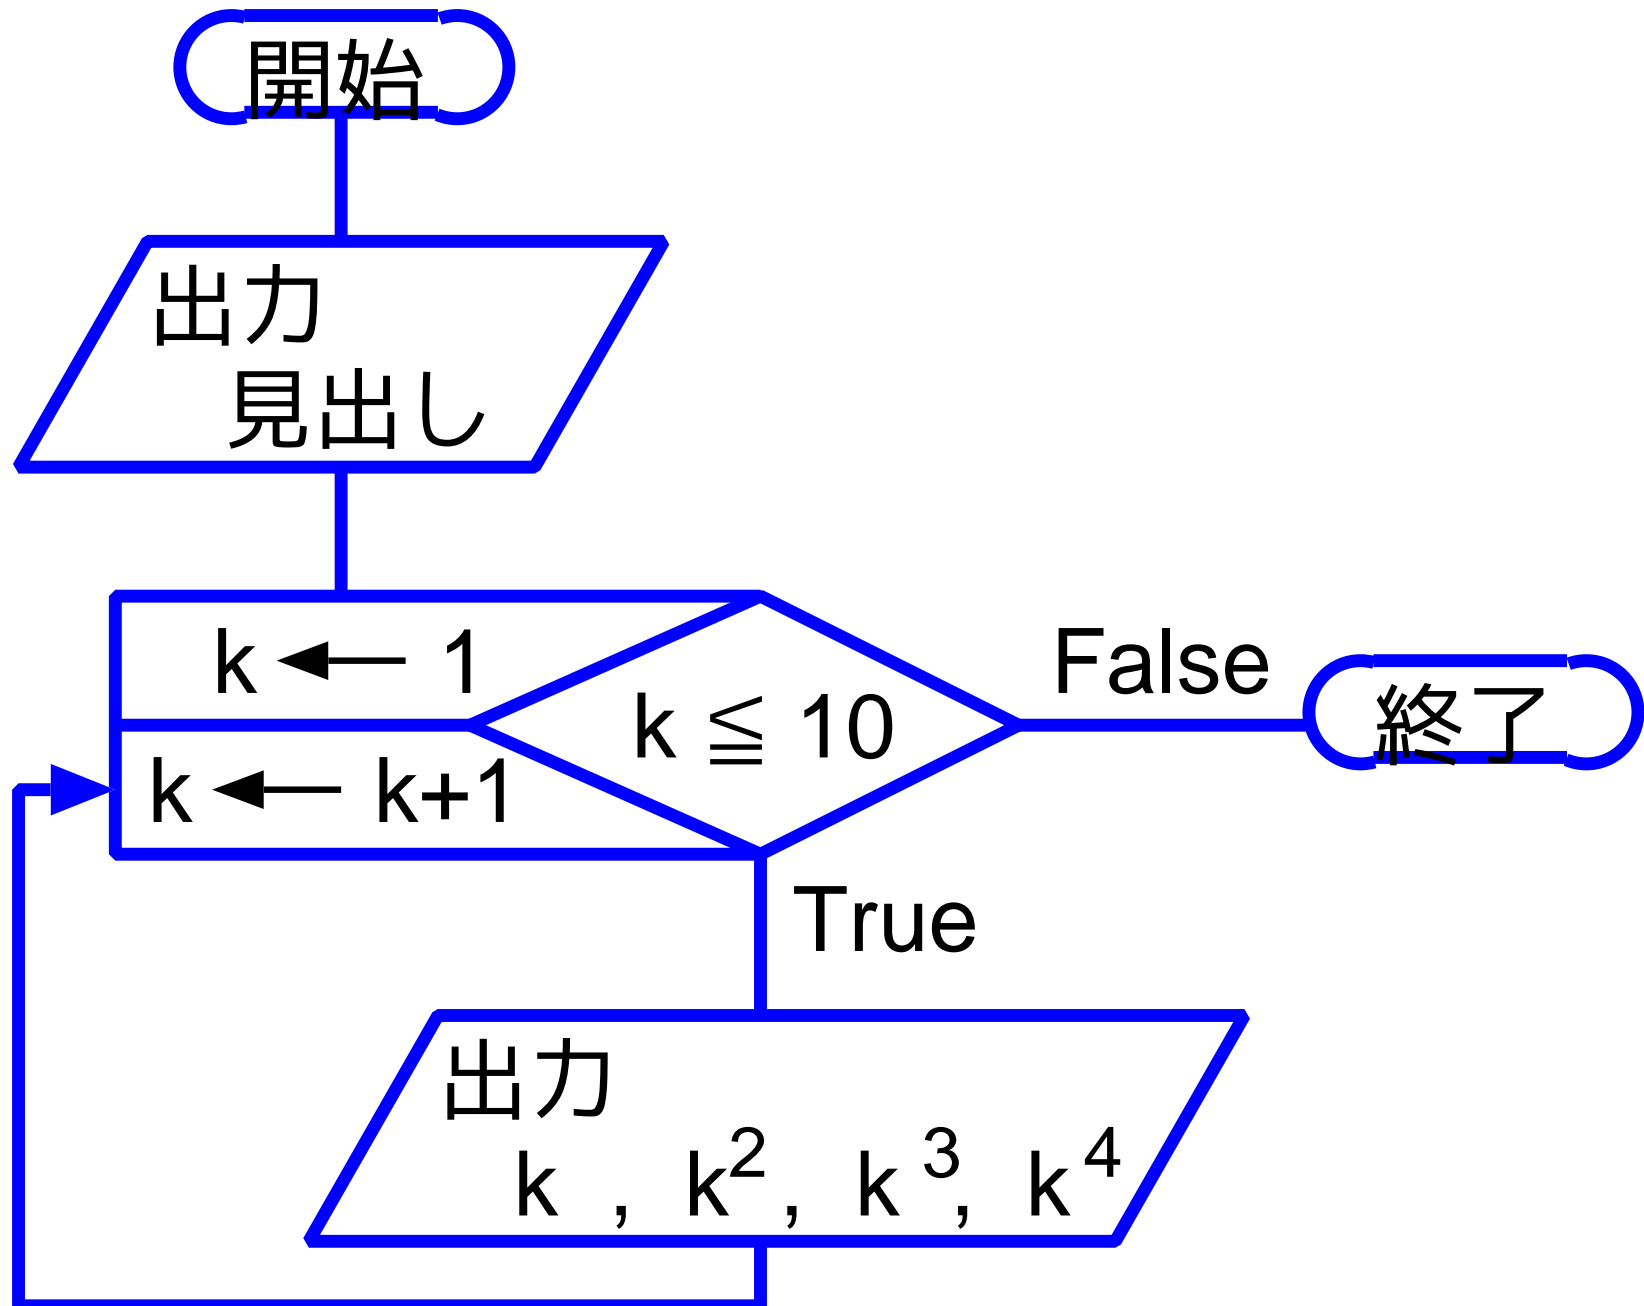 開始
出力
見出し
k ← 1
k ≦ 10
k ← k+1
False
終了
True
出力
k , k², k³, k⁴